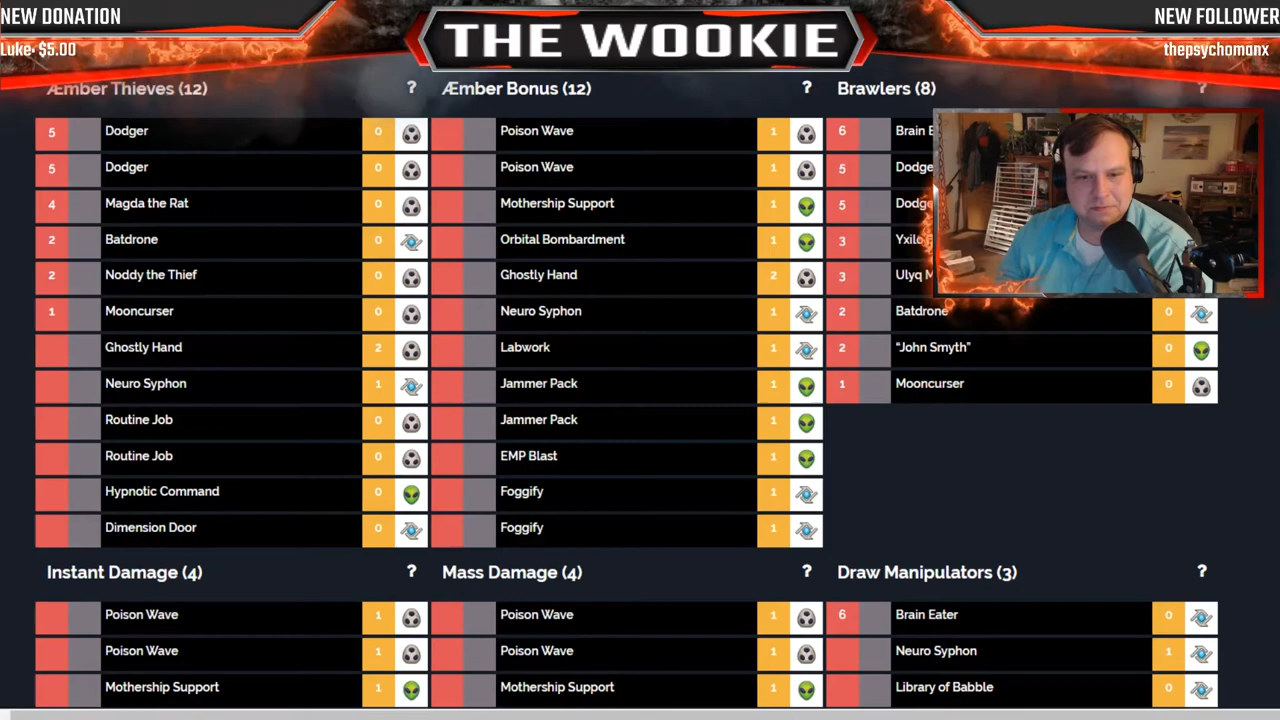 NEW DONATION
Luke· $5.00
THE WOOKIE
NEW FOLLOWER
thepsychomanx
Æmber Thieves (12) ?
5 Dodger 0
5 Dodger 0
4 Magda the Rat 0
2 Batdrone 0
2 Noddy the Thief 0
1 Mooncurser 0
Ghostly Hand 2
Neuro Syphon 1
Routine Job 0
Routine Job 0
Hypnotic Command 0
Dimension Door 0
Æmber Bonus (12) ?
Poison Wave 1
Poison Wave 1
Mothership Support 1
Orbital Bombardment 1
Ghostly Hand 2
Neuro Syphon 1
Labwork 1
Jammer Pack 1
Jammer Pack 1
EMP Blast 1
Foggify 1
Foggify 1
Brawlers (8) ?
6 Brain E
5 Dodge
5 Dodg
3 Yxilo
3 Ulyq M
2 Batdrone 0
2 “John Smyth” 0
1 Mooncurser 0
Instant Damage (4) ?
Poison Wave 1
Poison Wave 1
Mothership Support 1
Mass Damage (4) ?
Poison Wave 1
Poison Wave 1
Mothership Support 1
Draw Manipulators (3) ?
6 Brain Eater 0
Neuro Syphon 1
Library of Babble 0